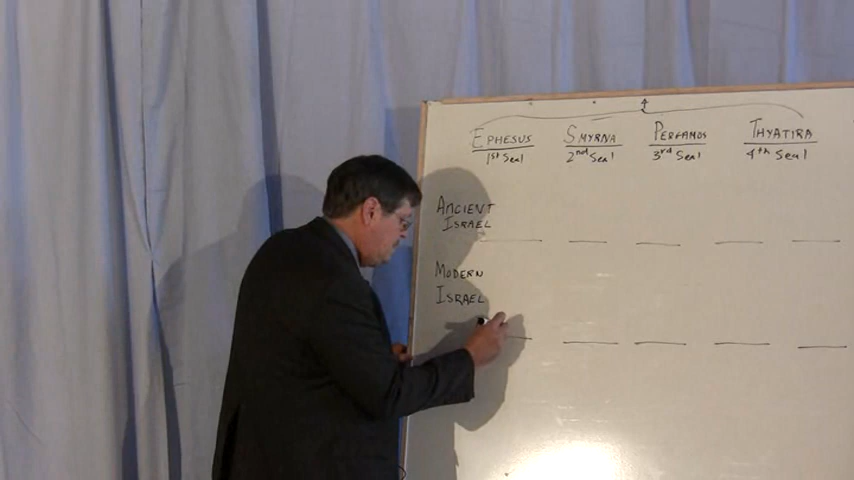 EPHESUS SMYRNA PERGAMOS THYATIRA
1st Seal 2nd Seal 3rd Seal 4th Seal
ANCIENT
ISRAEL
MODERN
ISRAEL